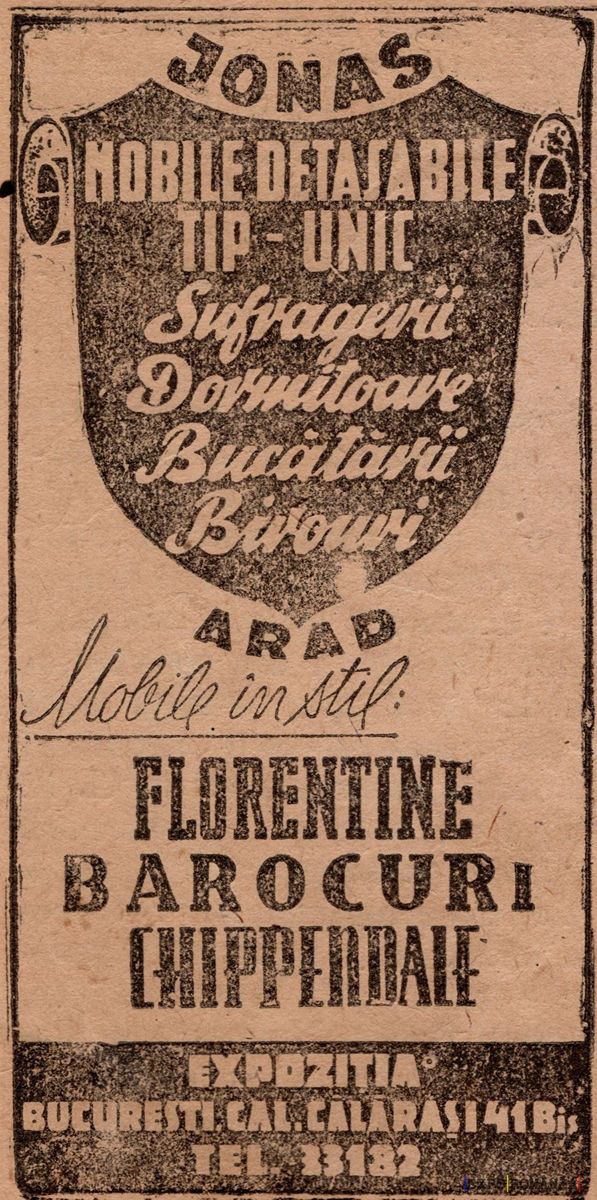 JONAS
MOBILE DETAȘABILE
TIP - UNIC
Sufragerii
Dormitoare
Bucătării
Birouri
ARAD
Mobile în stil:
FLORENTINE
BAROCURI
CHIPPENDALE
EXPOZIȚIA
BUCUREȘTI, CAL. CĂLĂRAȘI 41 Bis
TEL. 33182